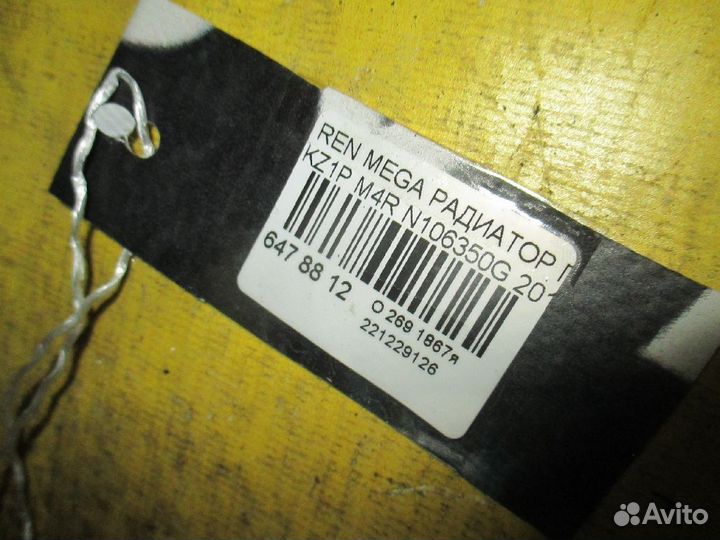 REN MEGA РАДИАТОР П
KZ1P M4R N106350G 20
647 88 12
О 269 1867я
221229126
Avito